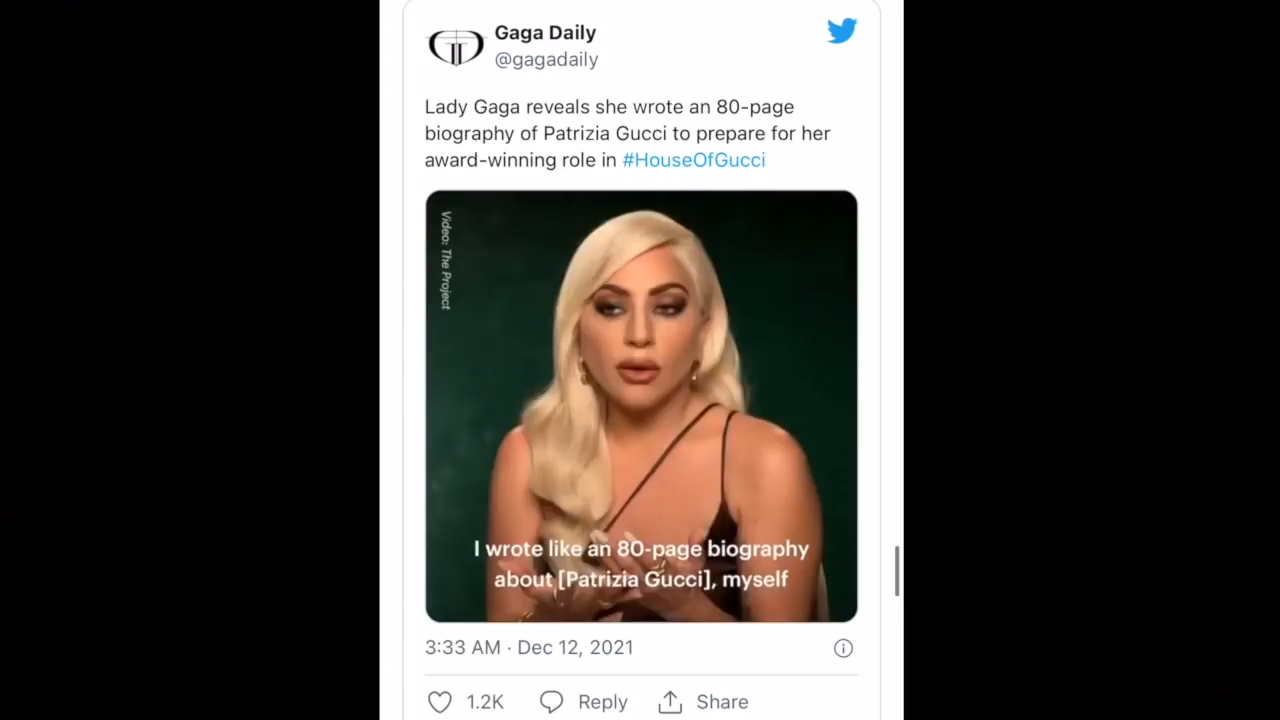 Gaga Daily
@gagadaily
Lady Gaga reveals she wrote an 80-page
biography of Patrizia Gucci to prepare for her
award-winning role in #HouseOfGucci
Video: The Project
I wrote like an 80-page biography
about [Patrizia Gucci], myself
3:33 AM · Dec 12, 2021
1.2K Reply Share